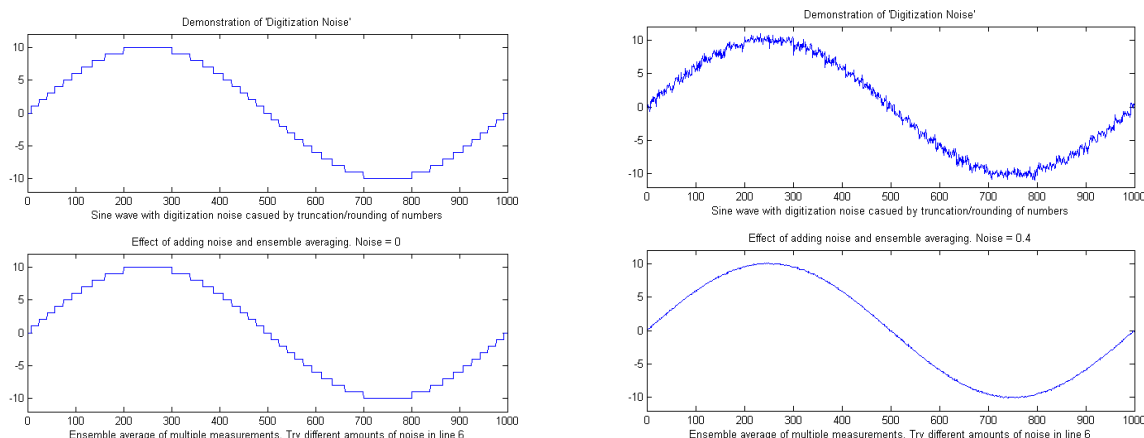 Demonstration of 'Digitization Noise'
10
5
0
-5
-10
0 100 200 300 400 500 600 700 800 900 1000
Sine wave with digitization noise casued by truncation/rounding of numbers
Effect of adding noise and ensemble averaging. Noise = 0
10
5
0
-5
-10
0 100 200 300 400 500 600 700 800 900 1000
Ensemble average of multiple measurements. Try different amounts of noise in line 6
Demonstration of 'Digitization Noise'
10
5
0
-5
-10
0 100 200 300 400 500 600 700 800 900 1000
Sine wave with digitization noise casued by truncation/rounding of numbers
Effect of adding noise and ensemble averaging. Noise = 0.4
10
5
0
-5
-10
0 100 200 300 400 500 600 700 800 900 1000
Ensemble average of multiple measurements. Try different amounts of noise in line 6